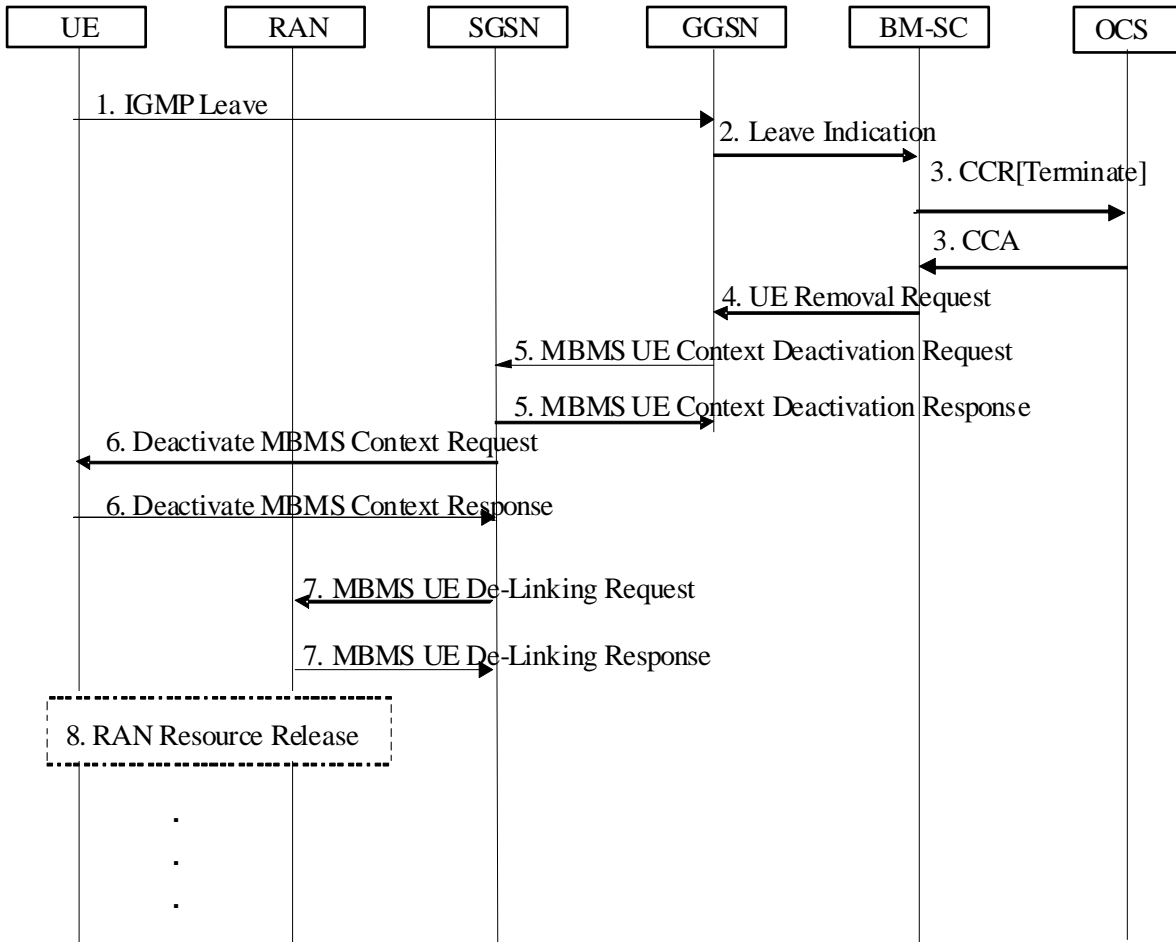 UE RAN SGSN GGSN BM-SC OCS
1. IGMP Leave
2. Leave Indication
3. CCR[Terminate]
3. CCA
4. UE Removal Request
5. MBMS UE Context Deactivation Request
5. MBMS UE Context Deactivation Response
6. Deactivate MBMS Context Request
6. Deactivate MBMS Context Response
7. MBMS UE De-Linking Request
7. MBMS UE De-Linking Response
8. RAN Resource Release
.
.
.